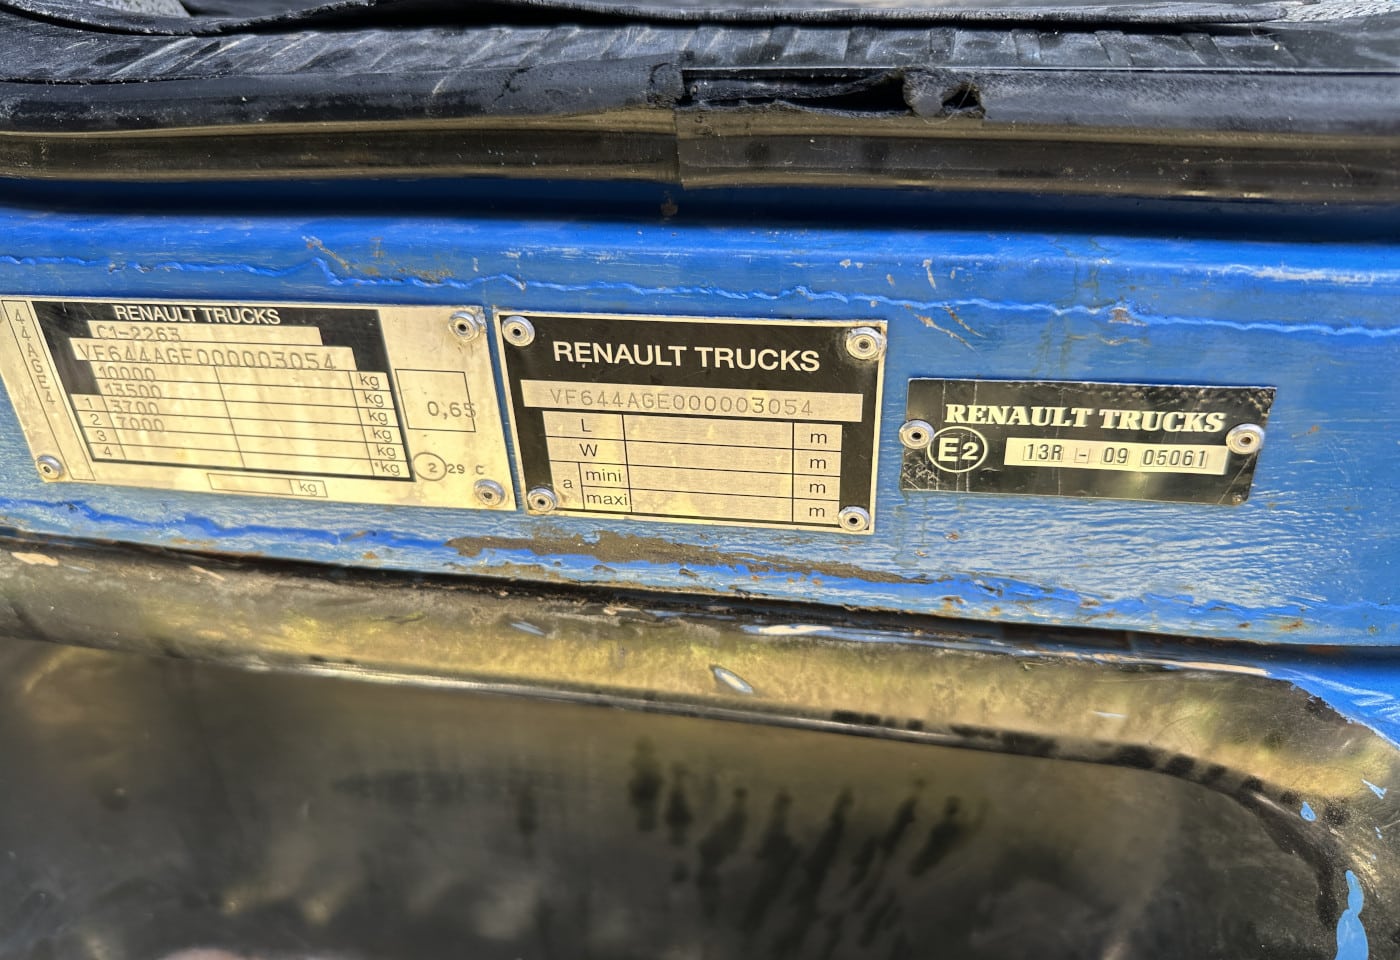 44AGE4
RENAULT TRUCKS
C1-2263
VF644AGE000003054
10000 kg
13500 kg
1 3700 kg
2 7000 kg
3 kg
4 kg
kg
0,65
2 29 C
RENAULT TRUCKS
VF644AGE000003054
L m
W m
a mini m
maxi m
RENAULT TRUCKS
E2 13R - 09 05061